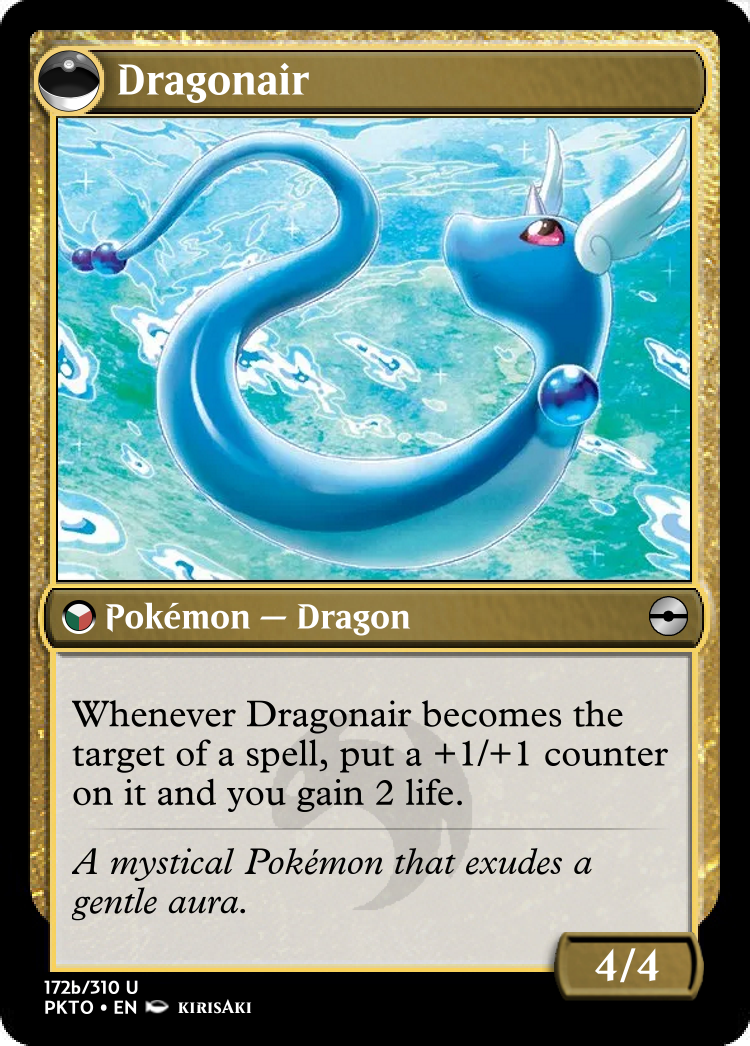 Dragonair
Pokémon — Dragon
Whenever Dragonair becomes the
target of a spell, put a +1/+1 counter
on it and you gain 2 life.
A mystical Pokémon that exudes a
gentle aura.
4/4
172b/310 U
PKTO • EN KIRISAKI